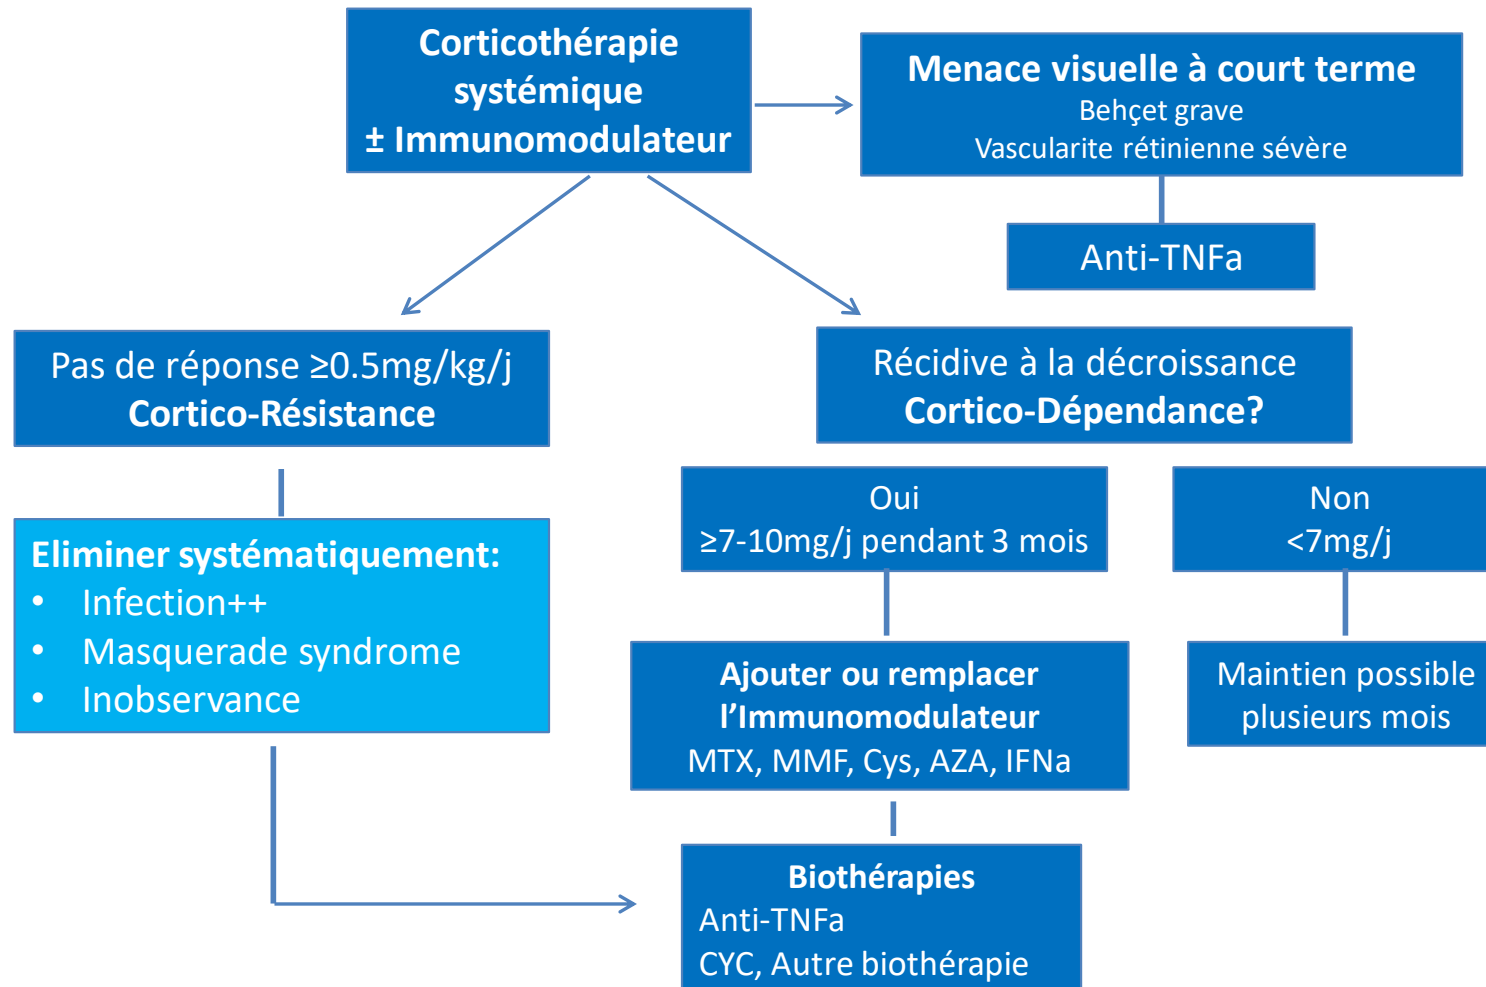 Corticothérapie
systémique
± Immunomodulateur
Menace visuelle à court terme
Behçet grave
Vascularite rétinienne sévère
Anti-TNFa
Pas de réponse ≥0.5mg/kg/j
Cortico-Résistance
Récidive à la décroissance
Cortico-Dépendance?
Eliminer systématiquement:
• Infection++
• Masquerade syndrome
• Inobservance
Oui
≥7-10mg/j pendant 3 mois
Non
<7mg/j
Ajouter ou remplacer
l’Immunomodulateur
MTX, MMF, Cys, AZA, IFNa
Maintien possible
plusieurs mois
Biothérapies
Anti-TNFa
CYC, Autre biothérapie